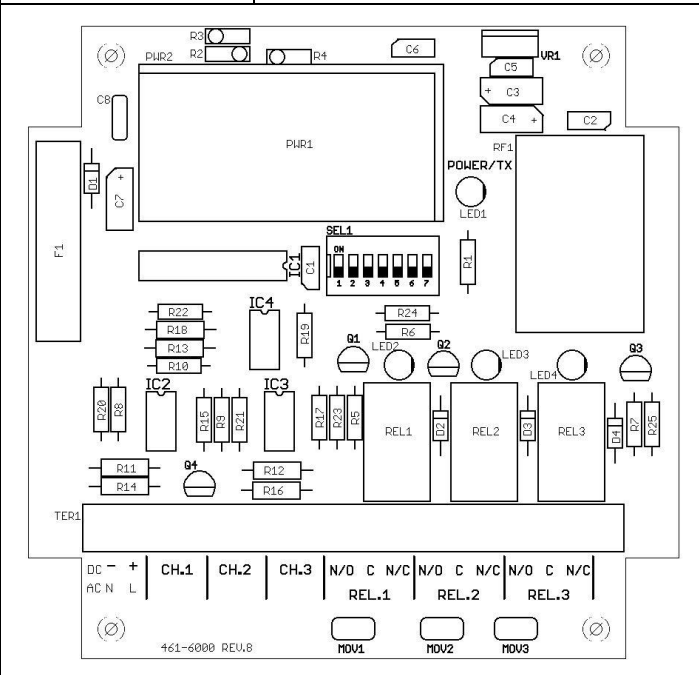 R3
R2
PWR2
R4
C6
VR1
C5
+ C3
C4 +
C2
C8
PWR1
RF1
POWER/TX
LED1
D1
+
C7
F1
SEL1
ON
1 2 3 4 5 6 7
IC1
C1
R1
R22
R18
R13
R10
IC4
R19
R24
R6
Q1
LED2
Q2
LED3
LED4
Q3
IC2
IC3
R20
R8
R15
R9
R21
R17
R23
R5
REL1
D2
REL2
D3
REL3
D4
R7
R25
R11
R14
Q4
R12
R16
TER1
DC - +
AC N L
CH.1
CH.2
CH.3
N/O C N/C
REL.1
N/O C N/C
REL.2
N/O C N/C
REL.3
461-6000 REV.8
MOV1
MOV2
MOV3